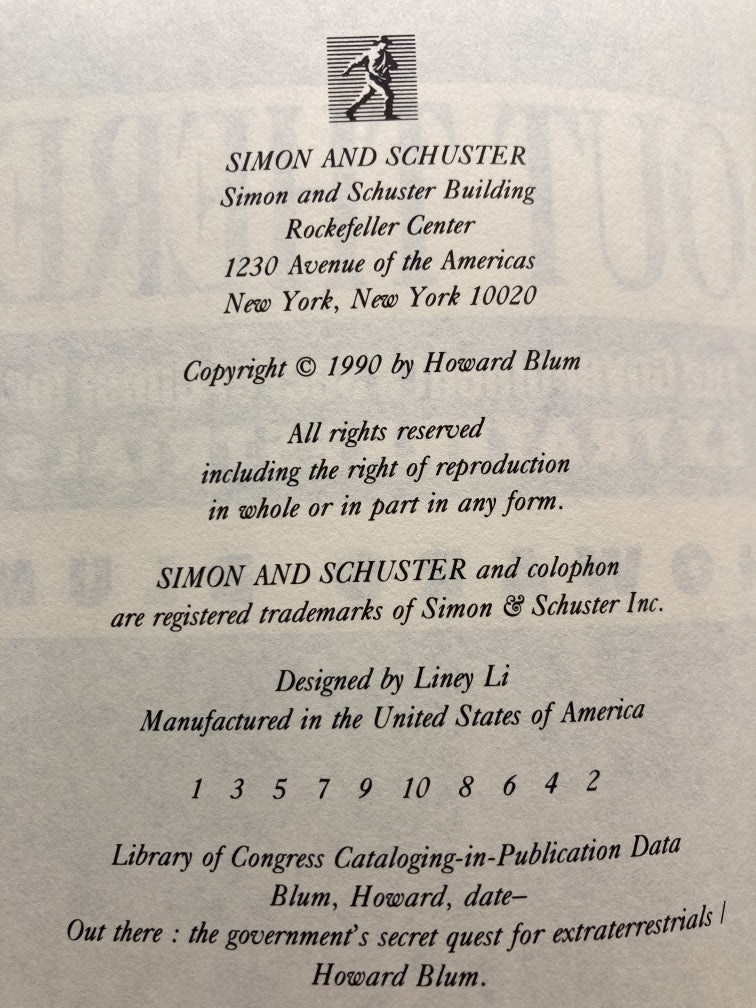 SIMON AND SCHUSTER
Simon and Schuster Building
Rockefeller Center
1230 Avenue of the Americas
New York, New York 10020
Copyright © 1990 by Howard Blum
All rights reserved
including the right of reproduction
in whole or in part in any form.
SIMON AND SCHUSTER and colophon
are registered trademarks of Simon & Schuster Inc.
Designed by Liney Li
Manufactured in the United States of America
1 3 5 7 9 10 8 6 4 2
Library of Congress Cataloging-in-Publication Data
Blum, Howard, date–
Out there : the government's secret quest for extraterrestrials /
Howard Blum.